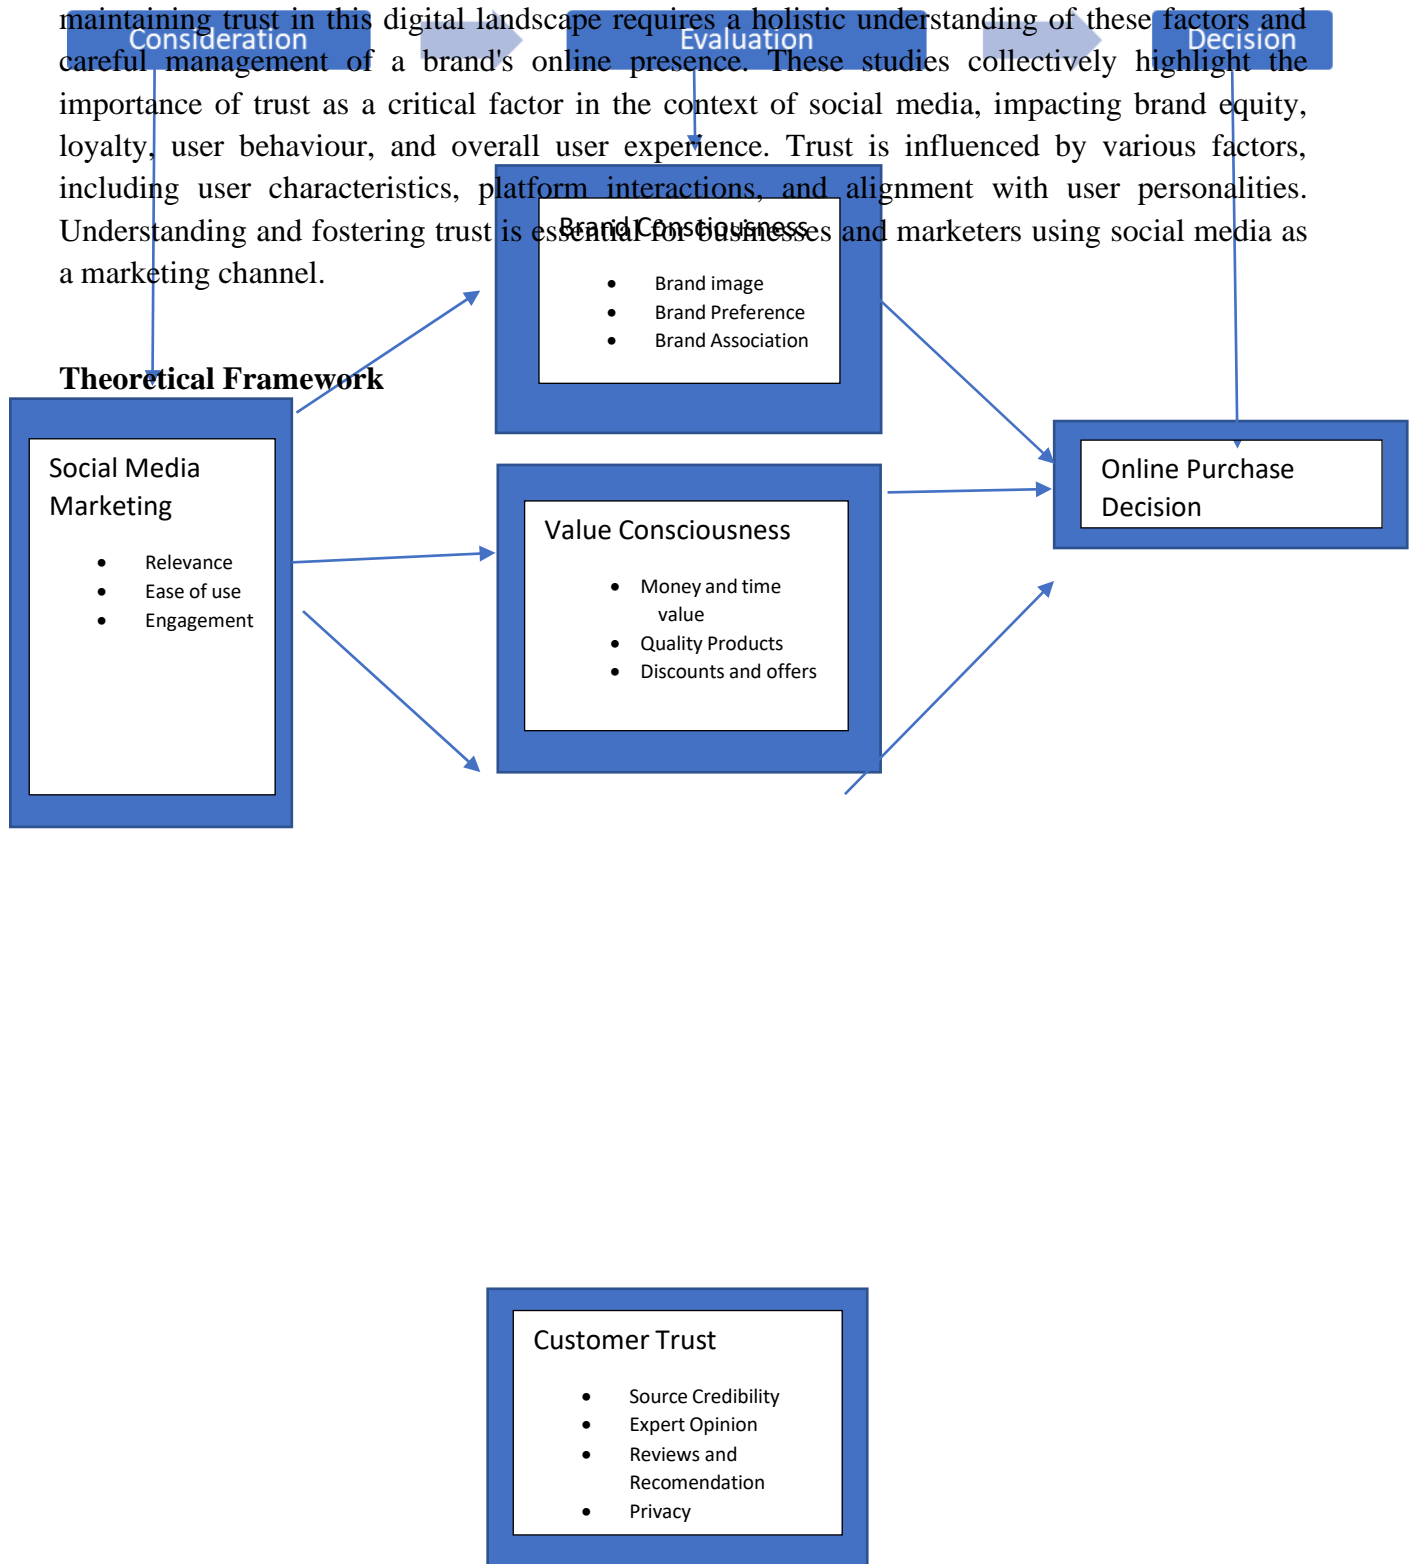 maintaining trust in this digital landscape requires a holistic understanding of these factors and
Consideration
Evaluation
Decision
careful management of a brand's online presence. These studies collectively highlight the
importance of trust as a critical factor in the context of social media, impacting brand equity,
loyalty, user behaviour, and overall user experience. Trust is influenced by various factors,
including user characteristics, platform interactions, and alignment with user personalities.
Understanding and fostering trust is essential for businesses and marketers using social media as
a marketing channel.
Brand Consciousness
• Brand image
• Brand Preference
• Brand Association
Theoretical Framework
Social Media
Marketing
• Relevance
• Ease of use
• Engagement
Value Consciousness
• Money and time
value
• Quality Products
• Discounts and offers
Online Purchase
Decision
Customer Trust
• Source Credibility
• Expert Opinion
• Reviews and
Recomendation
• Privacy